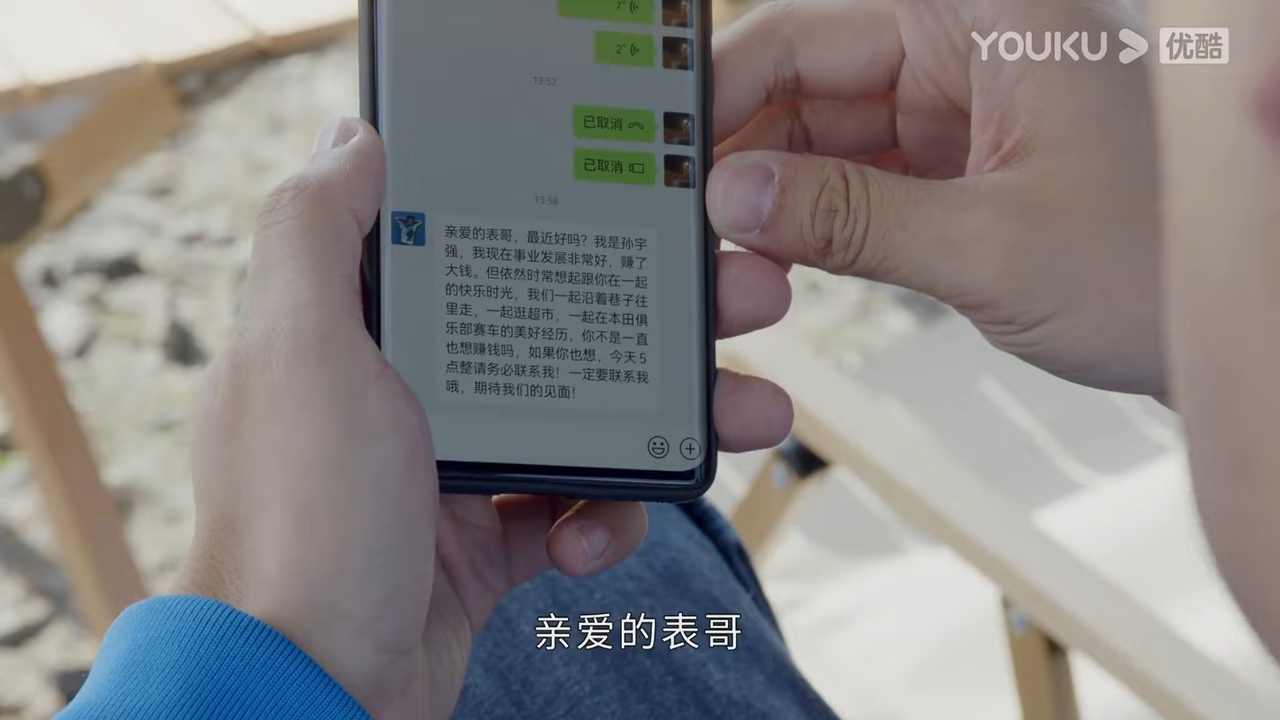 7"
YOUKU 优酷
2"
13:52
已取消
已取消
13:58
亲爱的表哥，最近好吗？我是孙宇
强，我现在事业发展非常好，赚了
大钱。但依然时常想起跟你在一起
的快乐时光，我们一起沿着巷子往
里走，一起逛超市，一起在本田俱
乐部赛车的美好经历，你不是一直
也想赚钱吗，如果你也想，今天5
点整请务必联系我！一定要联系我
哦，期待我们的见面！
亲爱的表哥